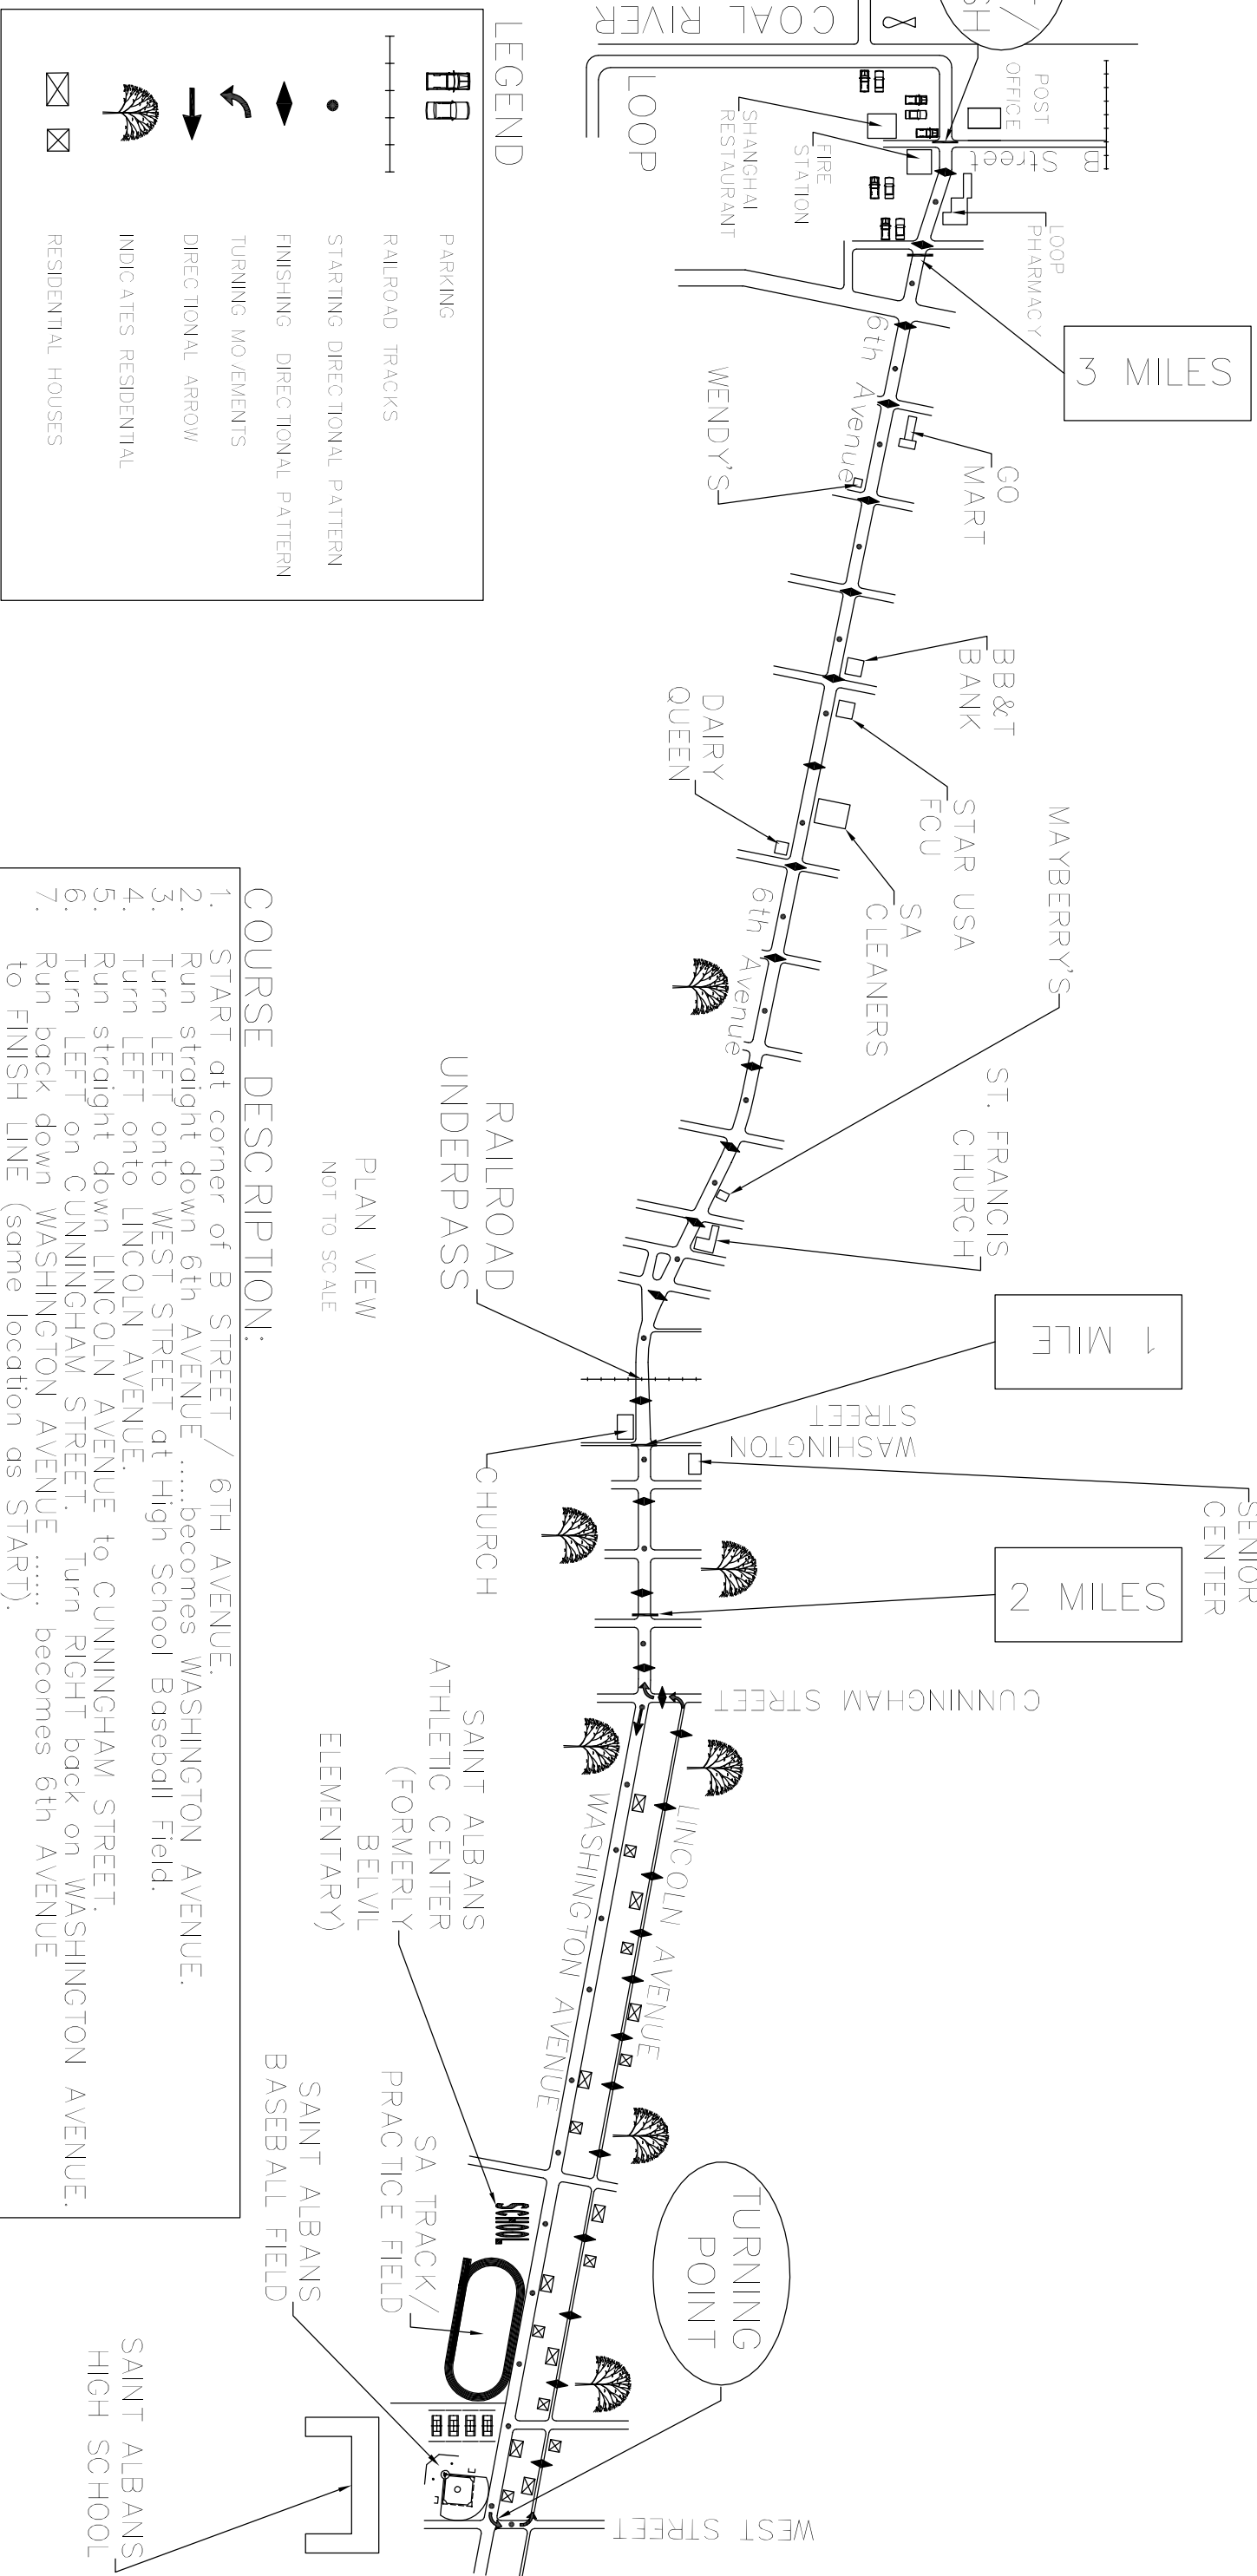 COAL RIVER
LOOP
POST
OFFICE
B Street
SHANGHAI
RESTAURANT
FIRE
STATION
LOOP
PHARMACY
3 MILES
6th Avenue
WENDY'S
GO
MART
BB&T
BANK
STAR USA
FCU
DAIRY
QUEEN
SA
CLEANERS
6th Avenue
MAYBERRY'S
ST. FRANCIS
CHURCH
RAILROAD
UNDERPASS
PLAN VIEW
NOT TO SCALE
1 MILE
WASHINGTON
STREET
CHURCH
SENIOR
CENTER
2 MILES
CUNNINGHAM STREET
LINCOLN AVENUE
WASHINGTON AVENUE
SAINT ALBANS
ATHLETIC CENTER
(FORMERLY
BELVIL
ELEMENTARY)
SCHOOL
SA TRACK/
PRACTICE FIELD
SAINT ALBANS
BASEBALL FIELD
TURNING
POINT
WEST STREET
SAINT ALBANS
HIGH SCHOOL
LEGEND
PARKING
RAILROAD TRACKS
STARTING DIRECTIONAL PATTERN
FINISHING DIRECTIONAL PATTERN
TURNING MO/EMENTS
DIRECTIONAL ARROW
INDICATES RESIDENTIAL
RESIDENTIAL HOUSES
COURSE DESCRIPTION:
1. START at corner of B STREET / 6TH AVENUE.
2. Run straight down 6th AVENUE .....becomes WASHINGTON AVENUE.
3. Turn LEFT onto WEST STREET at High School Baseball Field.
4. Turn LEFT onto LINCOLN AVENUE.
5. Run straight down LINCOLN AVENUE to CUNNINGHAM STREET.
6. Turn LEFT on CUNNINGHAM STREET. Turn RIGHT back on WASHINGTON AVENUE.
7. Run back down WASHINGTON AVENUE ...... becomes 6th AVENUE
to FINISH LINE (same location as START).